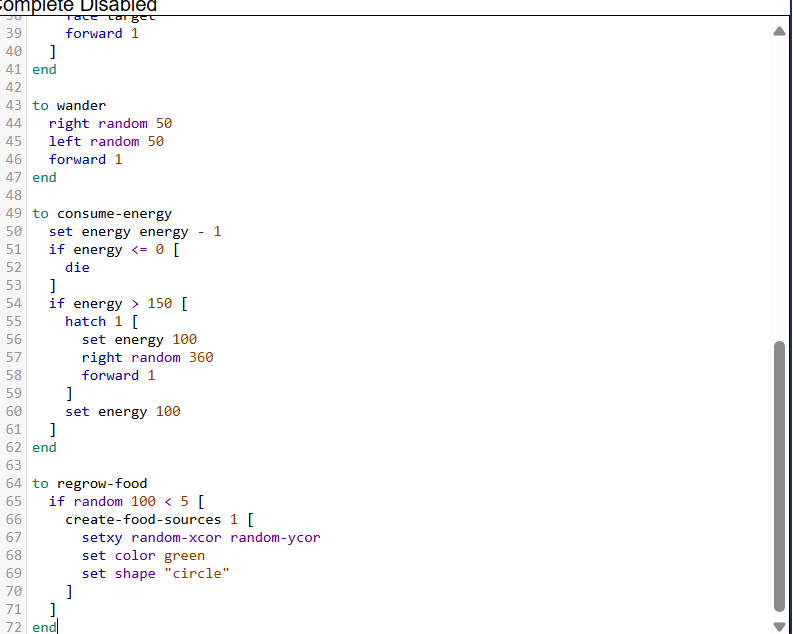 Complete Disabled
38 face target
39 forward 1
40 ]
41 end
42
43 to wander
44 right random 50
45 left random 50
46 forward 1
47 end
48
49 to consume-energy
50 set energy energy - 1
51 if energy <= 0 [
52 die
53 ]
54 if energy > 150 [
55 hatch 1 [
56 set energy 100
57 right random 360
58 forward 1
59 ]
60 set energy 100
61 ]
62 end
63
64 to regrow-food
65 if random 100 < 5 [
66 create-food-sources 1 [
67 setxy random-xcor random-ycor
68 set color green
69 set shape "circle"
70 ]
71 ]
72 end